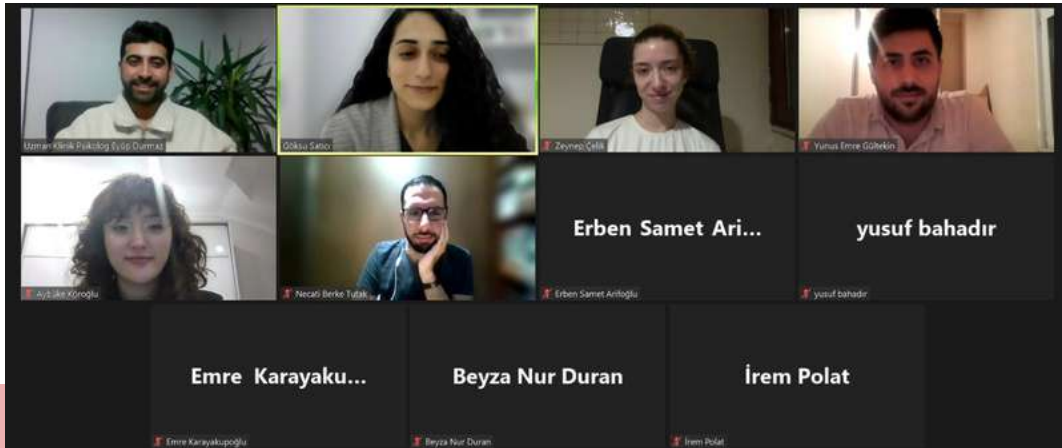 Uzman Klinik Psikolog Eyüp Durmaz
Göksu Satıcı
Zeynep Çelik
Yunus Emre Gültekin
Aybüke Köroğlu
Necati Berke Tutak
Erben Samet Ari...
Erben Samet Arifoğlu
yusuf bahadır
yusuf bahadır
Emre Karayaku...
Emre Karayakupoğlu
Beyza Nur Duran
Beyza Nur Duran
İrem Polat
İrem Polat